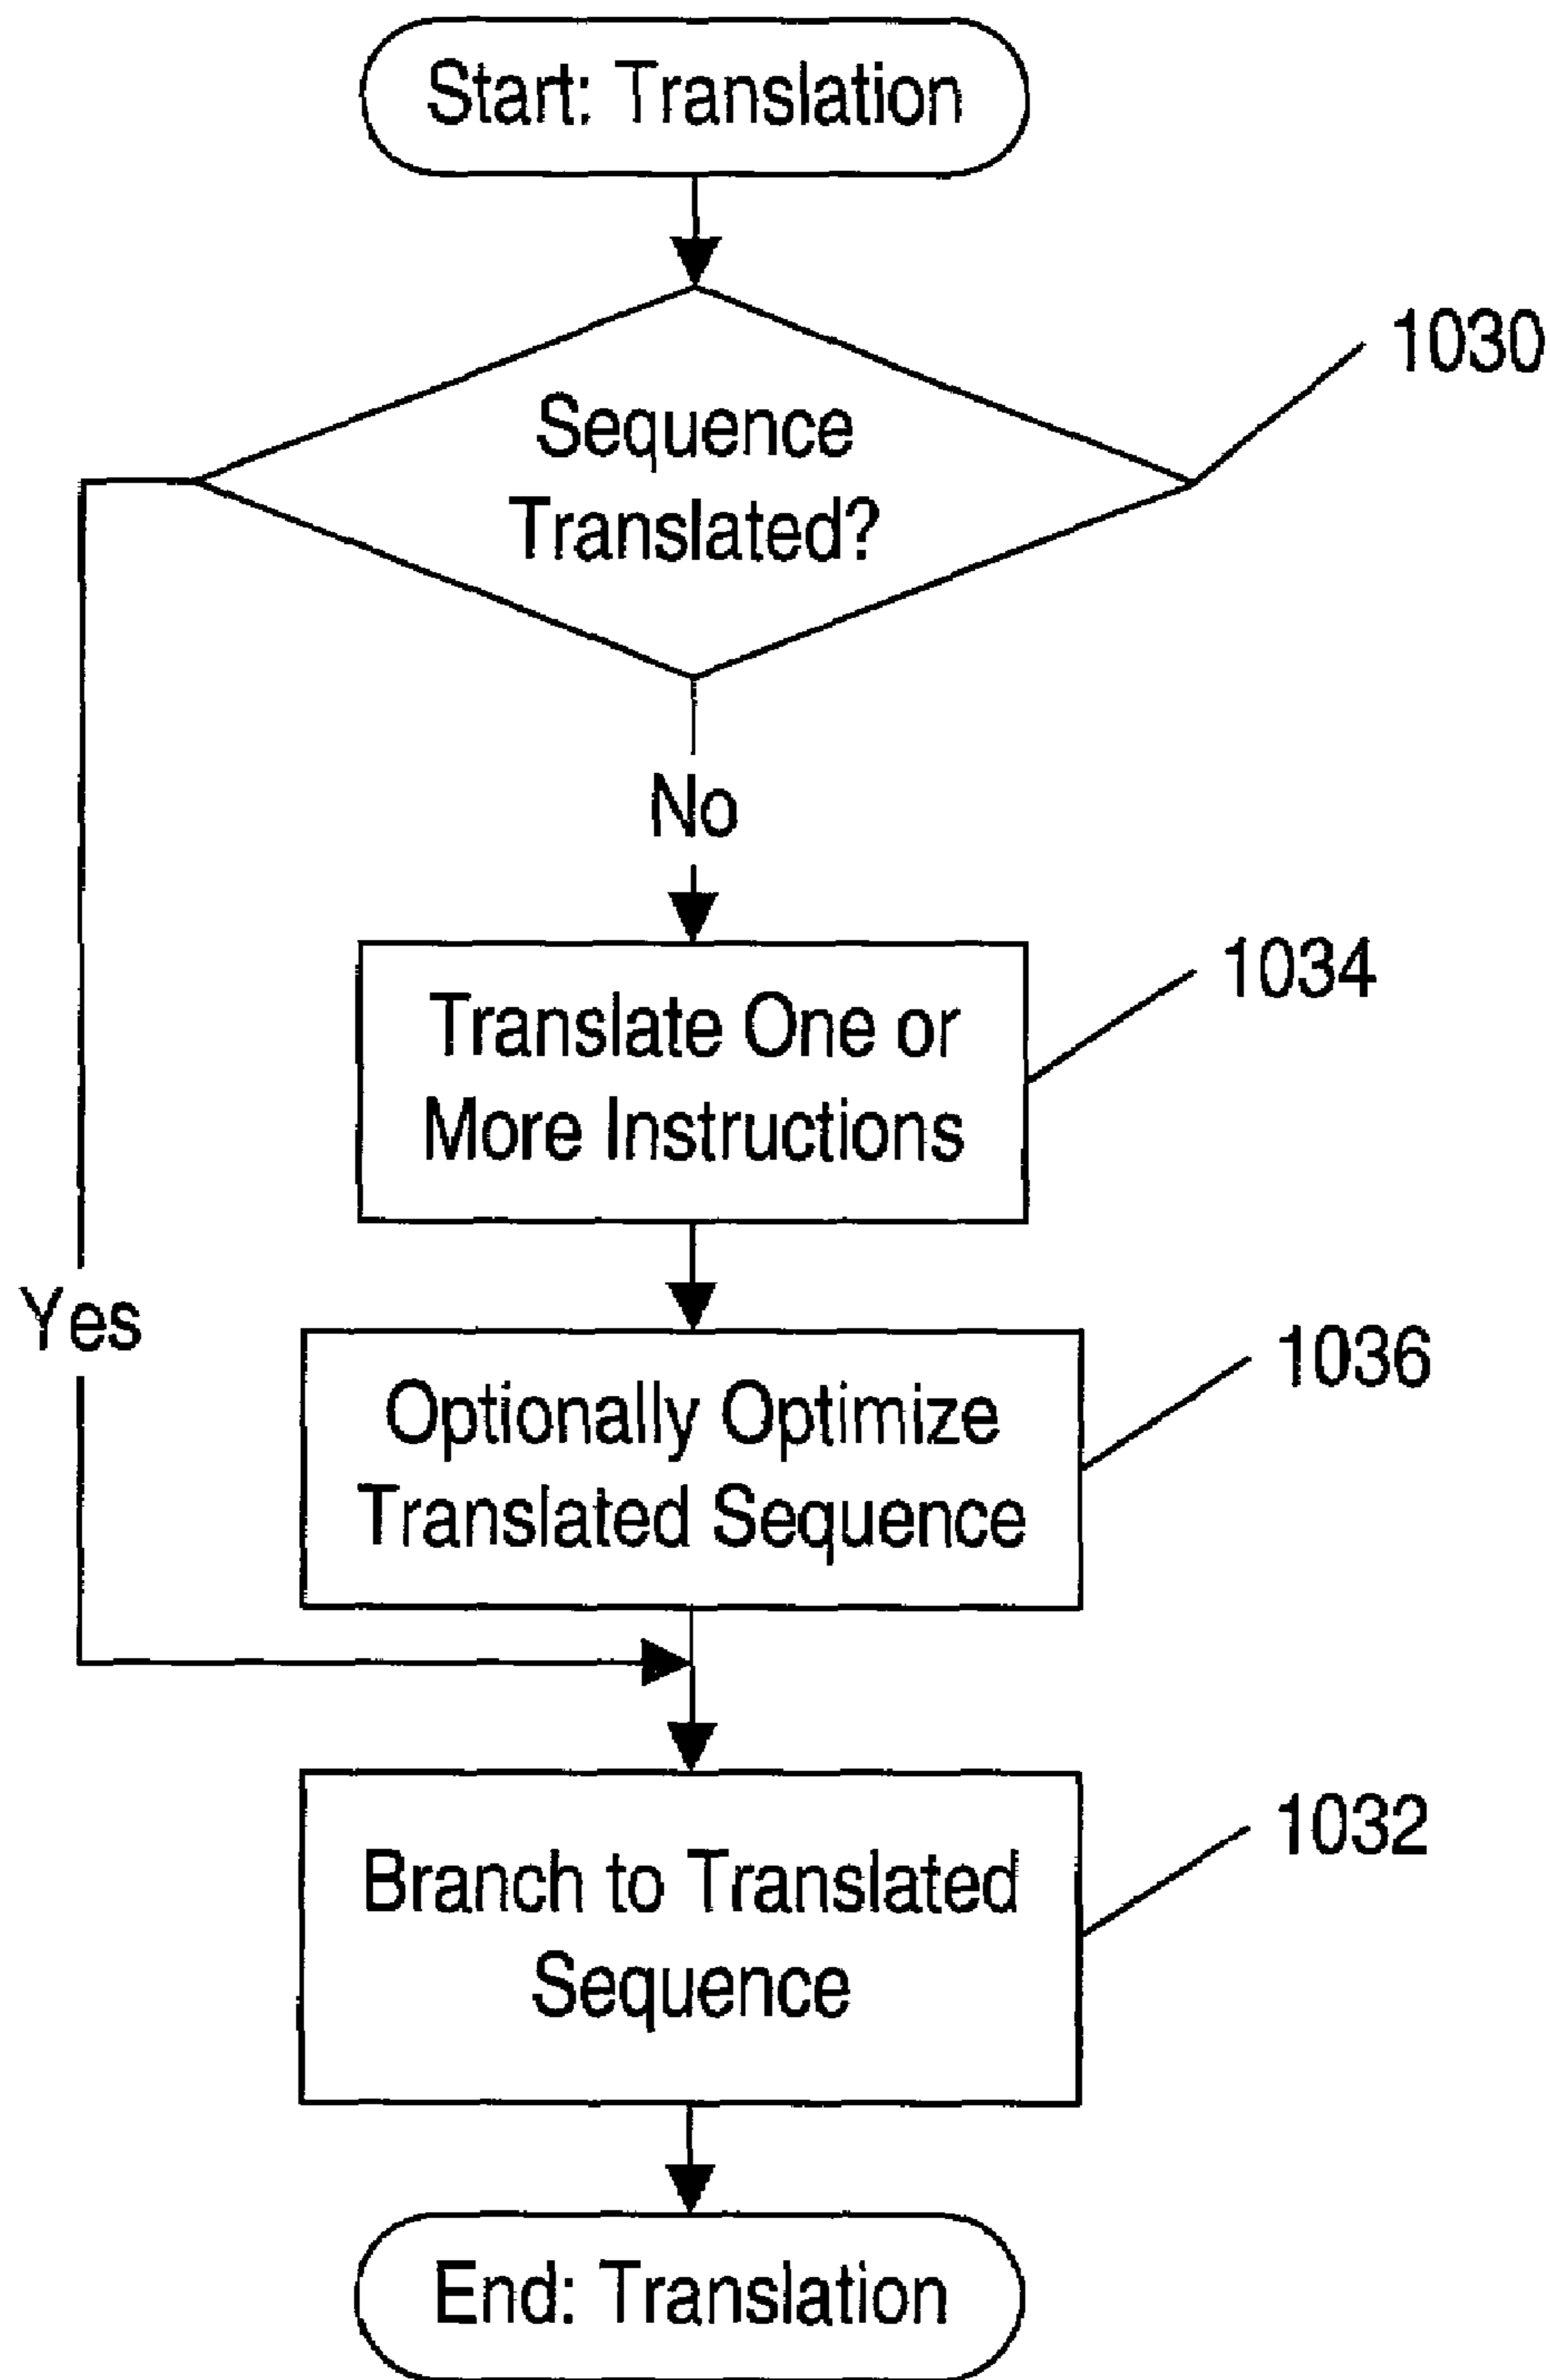 Start: Translation
1030
Sequence
Translated?
No
1034
Translate One or
More Instructions
Yes
1036
Optionally Optimize
Translated Sequence
1032
Branch to Translated
Sequence
End: Translation